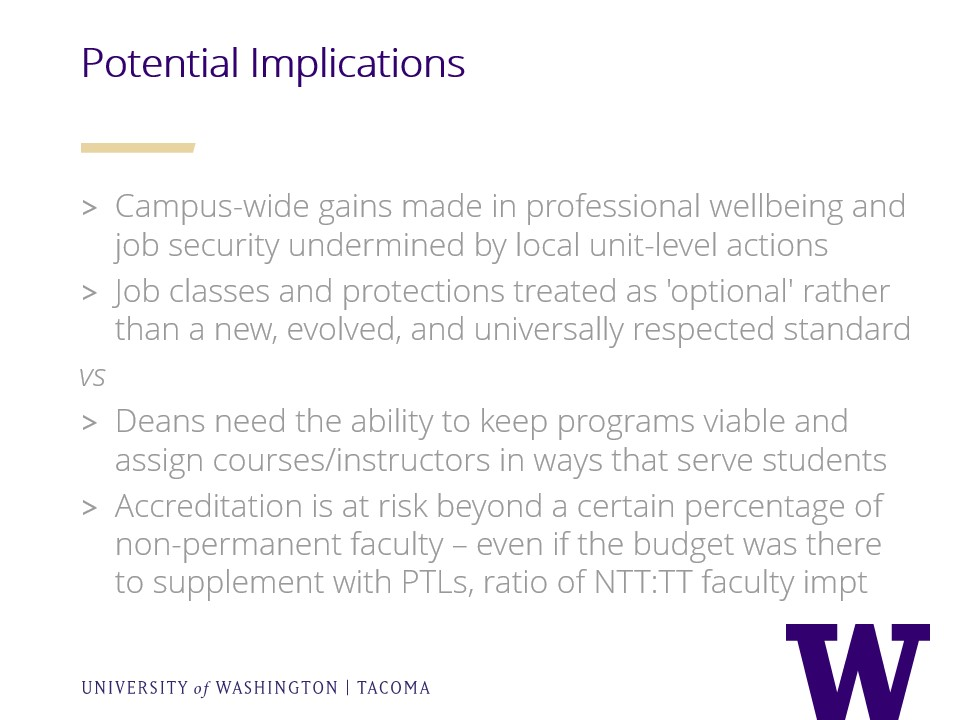 Potential Implications
> Campus-wide gains made in professional wellbeing and
job security undermined by local unit-level actions
> Job classes and protections treated as 'optional' rather
than a new, evolved, and universally respected standard
vs
> Deans need the ability to keep programs viable and
assign courses/instructors in ways that serve students
> Accreditation is at risk beyond a certain percentage of
non-permanent faculty – even if the budget was there
to supplement with PTLs, ratio of NTT:TT faculty impt
UNIVERSITY of WASHINGTON | TACOMA
W